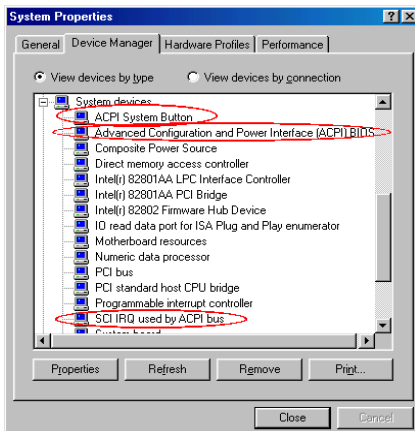 System Properties
General Device Manager Hardware Profiles Performance
View devices by type View devices by connection
System devices
ACPI System Button
Advanced Configuration and Power Interface (ACPI) BIOS
Composite Power Source
Direct memory access controller
Intel(r) 82801AA LPC Interface Controller
Intel(r) 82801AA PCI Bridge
Intel(r) 82802 Firmware Hub Device
IO read data port for ISA Plug and Play enumerator
Motherboard resources
Numeric data processor
PCI bus
PCI standard host CPU bridge
Programmable interrupt controller
SCI IRQ used by ACPI bus
System board
Properties Refresh Remove Print...
Close Cancel